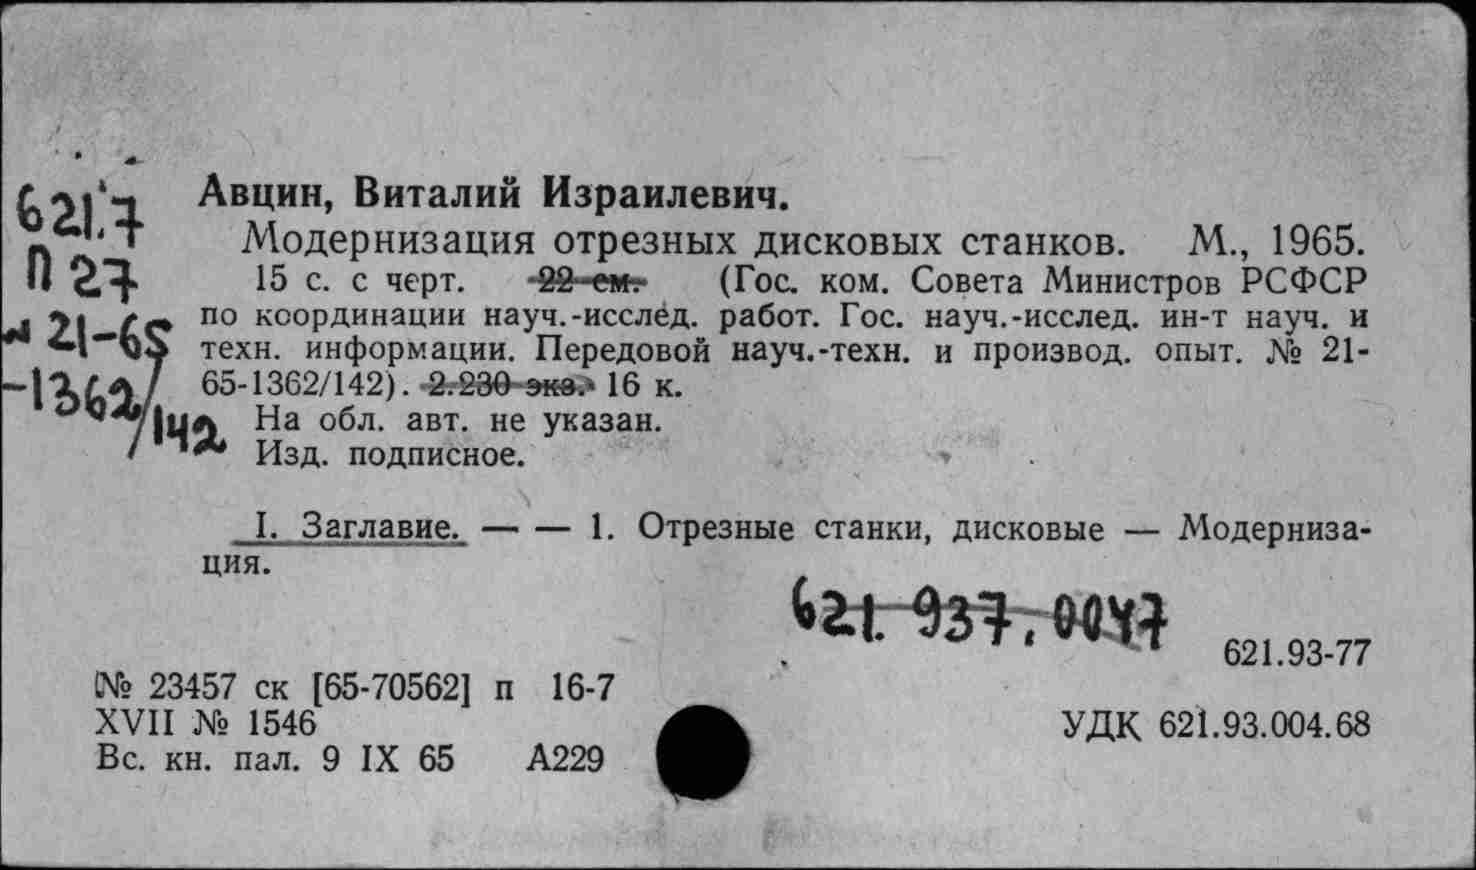 621.7
П 27
м 21-65
-1362/
/142
Авцин, Виталий Израилевич.
Модернизация отрезных дисковых станков. М., 1965.
15 с. с черт. 22 см. (Гос. ком. Совета Министров РСФСР
по координации науч.-исслед. работ. Гос. науч.-исслед. ин-т науч. и
техн. информации. Передовой науч.-техн. и производ. опыт. № 21-
65-1362/142). 2.230 экз. 16 к.
На обл. авт. не указан.
Изд. подписное.
I. Заглавие. — — 1. Отрезные станки, дисковые — Модерниза-
ция.
621.937.0047
621.93-77
№ 23457 ск [65-70562] п 16-7
XVII № 1546
УДК 621.93.004.68
Вс. кн. пал. 9 IX 65 А229